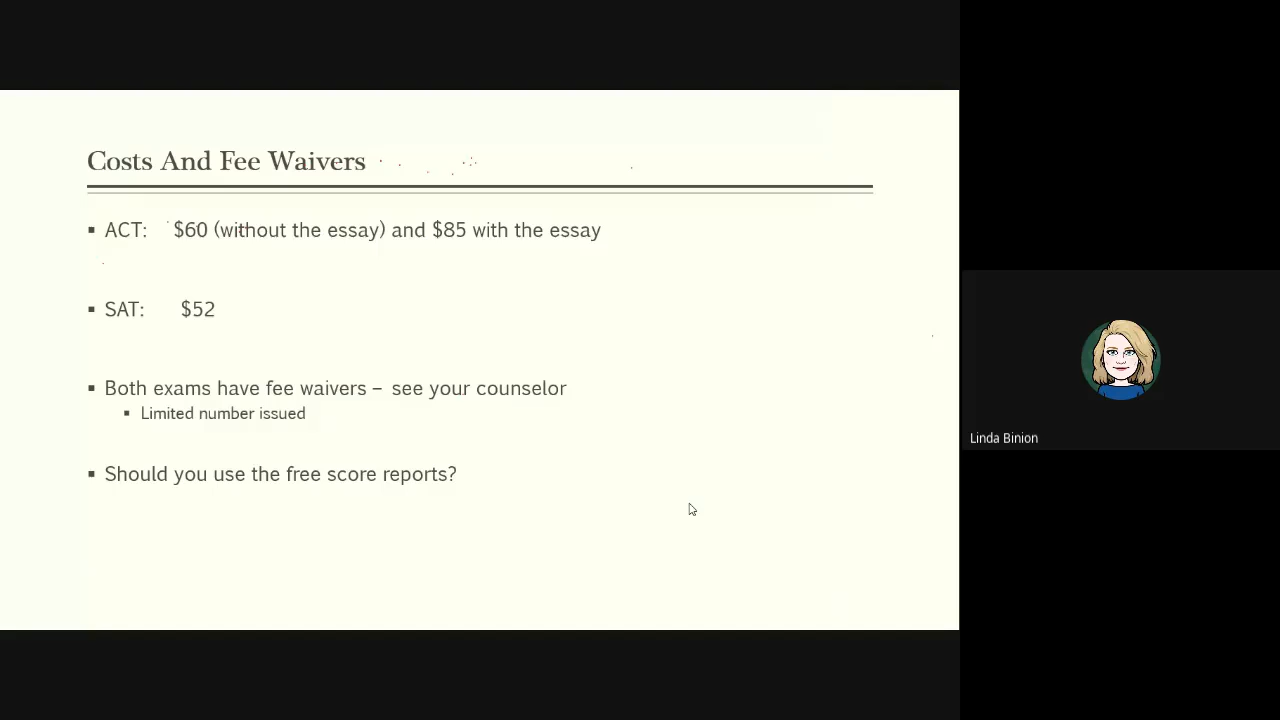 Costs And Fee Waivers
▪ ACT: $60 (without the essay) and $85 with the essay
▪ SAT: $52
▪ Both exams have fee waivers – see your counselor
▪ Limited number issued
▪ Should you use the free score reports?
Linda Binion